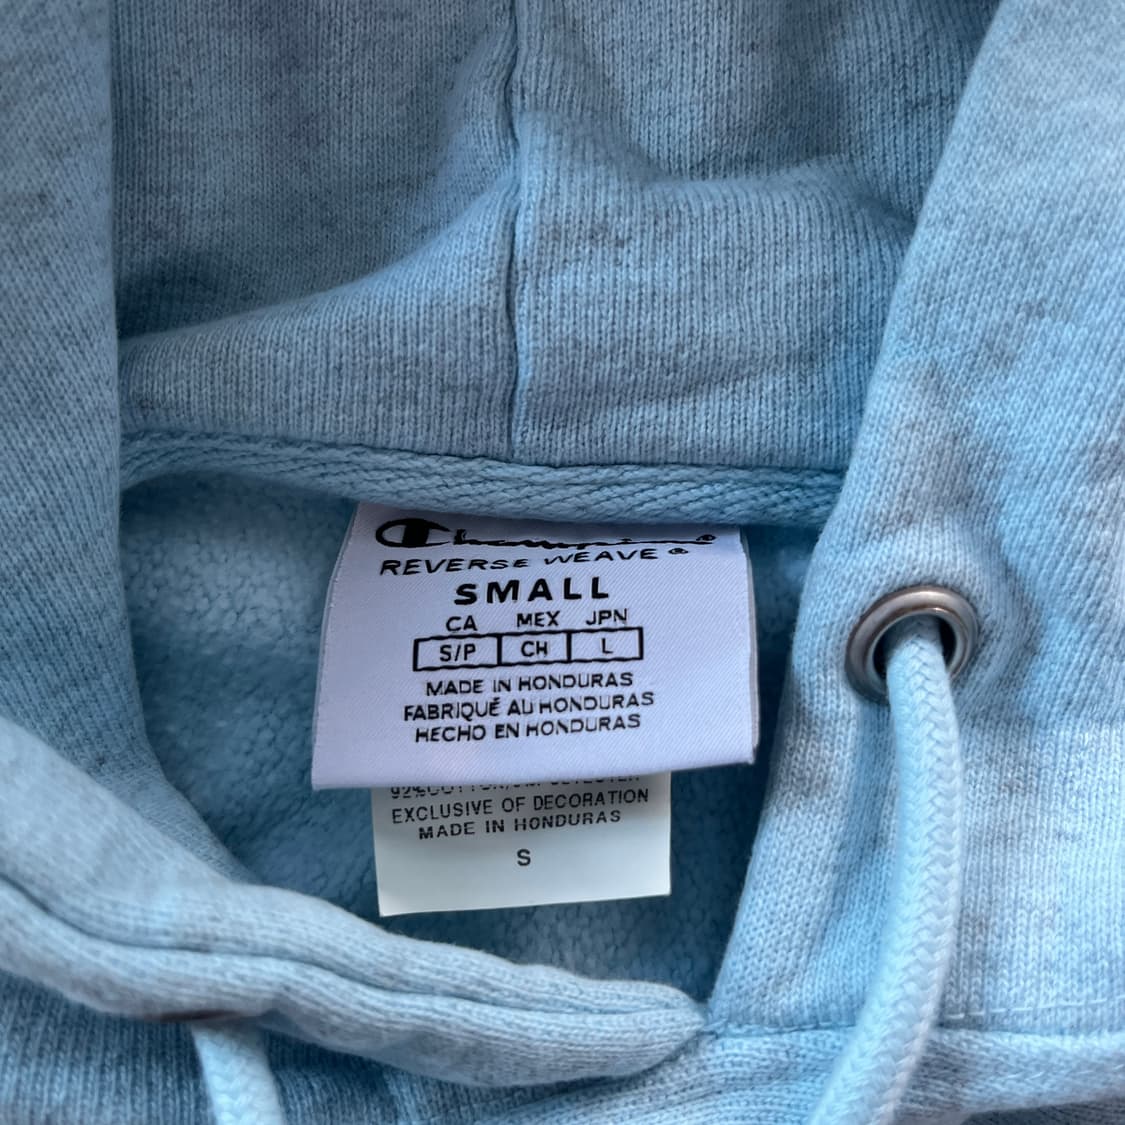 Champion
REVERSE WEAVE ®
SMALL
CA MEX JPN
S/P CH L
MADE IN HONDURAS
FABRIQUÉ AU HONDURAS
HECHO EN HONDURAS
EXCLUSIVE OF DECORATION
MADE IN HONDURAS
S